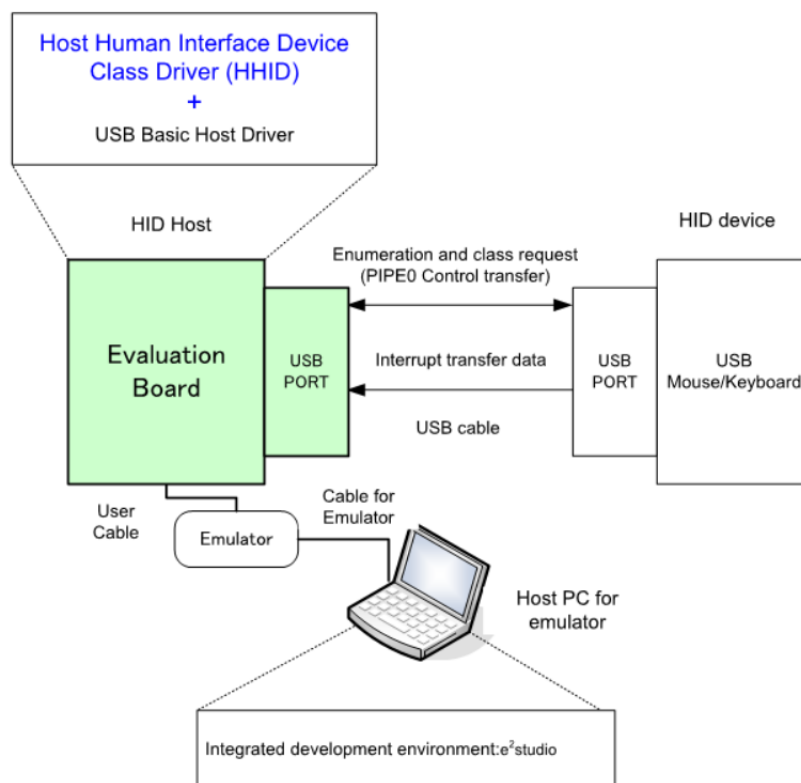 Host Human Interface Device
Class Driver (HHID)
+
USB Basic Host Driver
HID Host
HID device
Enumeration and class request
(PIPE0 Control transfer)
Evaluation
Board
USB
PORT
Interrupt transfer data
USB
PORT
USB
Mouse/Keyboard
USB cable
User
Cable
Cable for
Emulator
Emulator
Host PC for
emulator
Integrated development environment:e²studio